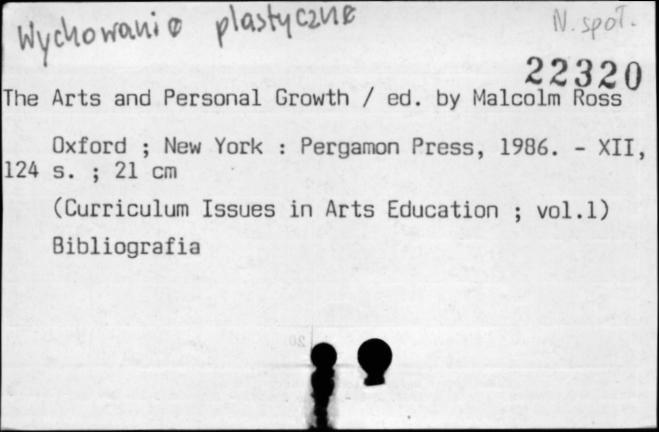 Wychowanie plastyczne
N. społ.
22320
The Arts and Personal Growth / ed. by Malcolm Ross
Oxford ; New York : Pergamon Press, 1986. - XII,
124 s. ; 21 cm
(Curriculum Issues in Arts Education ; vol.1)
Bibliografia